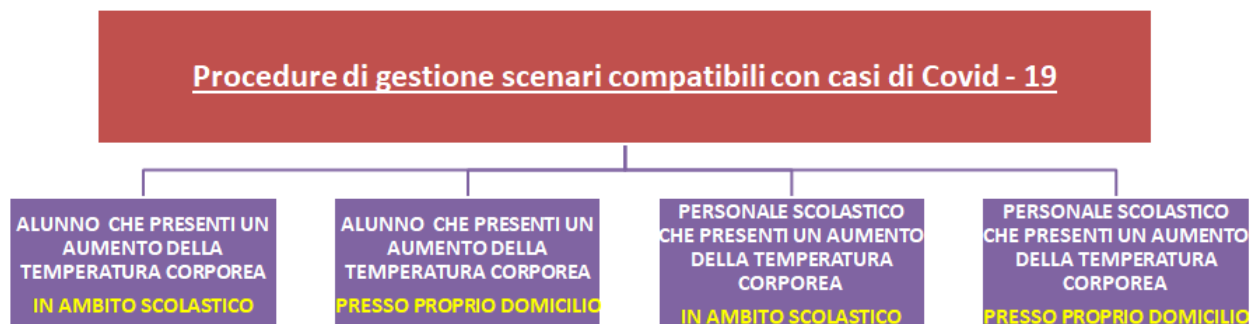 Procedure di gestione scenari compatibili con casi di Covid - 19
ALUNNO CHE PRESENTI UN
AUMENTO DELLA
TEMPERATURA CORPOREA
IN AMBITO SCOLASTICO
ALUNNO CHE PRESENTI UN
AUMENTO DELLA
TEMPERATURA CORPOREA
PRESSO PROPRIO DOMICILIO
PERSONALE SCOLASTICO
CHE PRESENTI UN AUMENTO
DELLA TEMPERATURA
CORPOREA
IN AMBITO SCOLASTICO
PERSONALE SCOLASTICO
CHE PRESENTI UN AUMENTO
DELLA TEMPERATURA
CORPOREA
PRESSO PROPRIO DOMICILIO